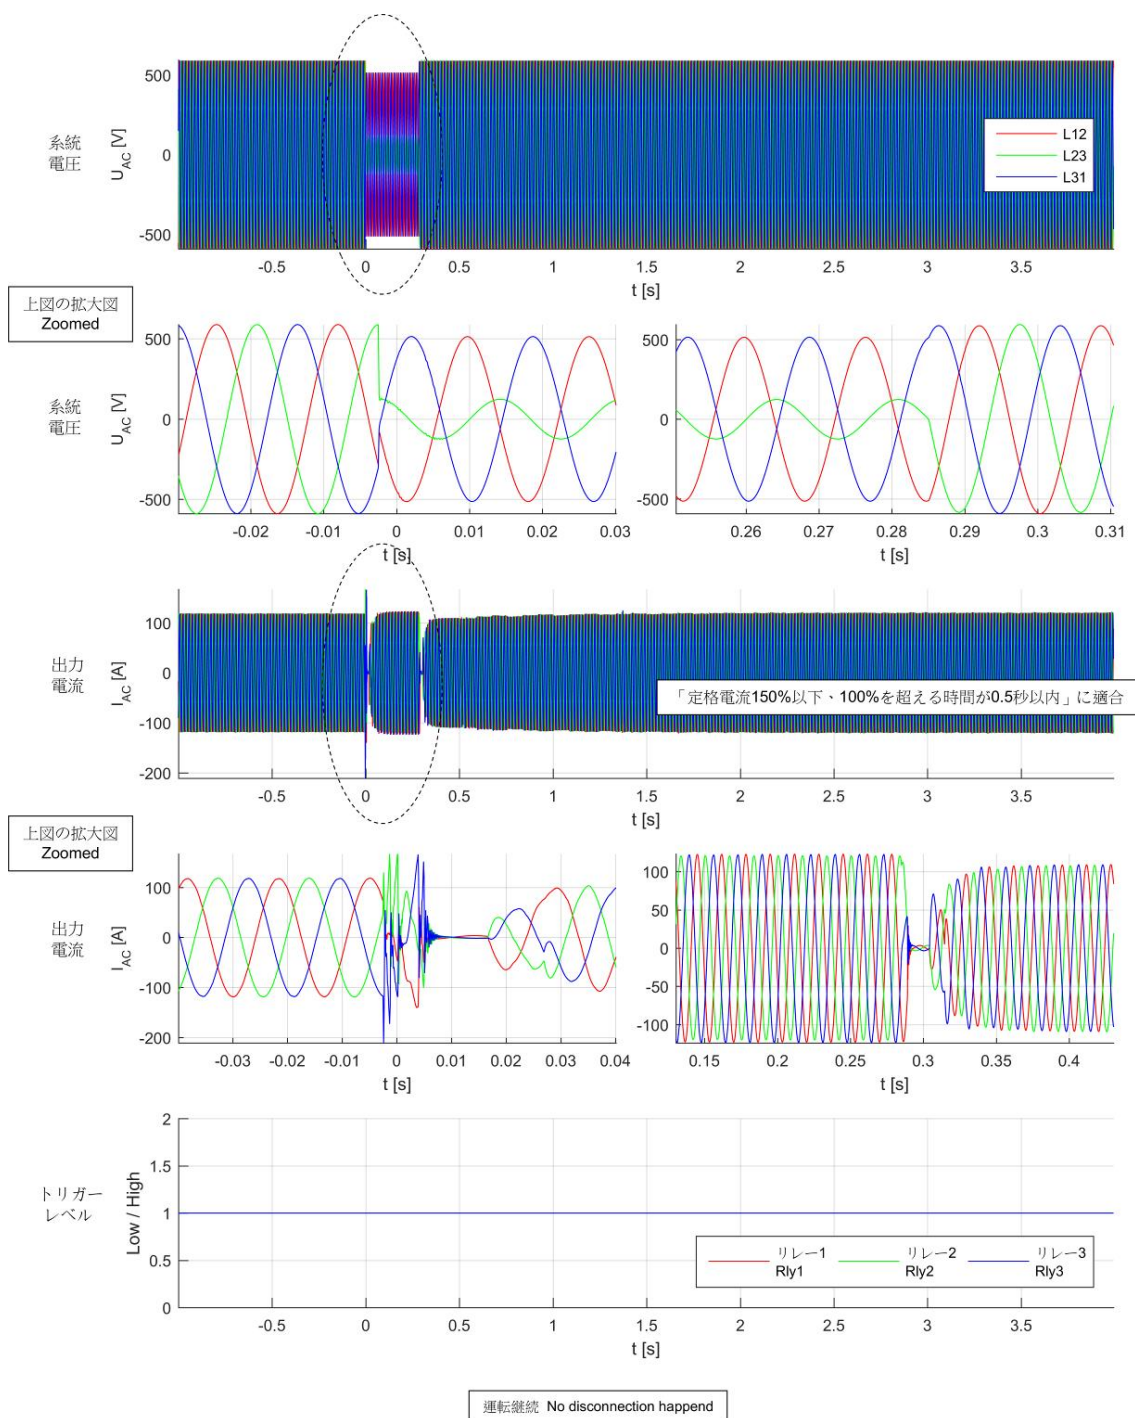 500
0
-500
系統
電圧
U_AC [V]
L12
L23
L31
-0.5 0 0.5 1 1.5 2 2.5 3 3.5
t [s]
上図の拡大図
Zoomed
500
0
-500
系統
電圧
U_AC [V]
-0.02 -0.01 0 0.01 0.02 0.03
t [s]
500
0
-500
0.26 0.27 0.28 0.29 0.3 0.31
t [s]
100
0
-100
-200
出力
電流
I_AC [A]
「定格電流150%以下、100%を超える時間が0.5秒以内」に適合
-0.5 0 0.5 1 1.5 2 2.5 3 3.5
t [s]
上図の拡大図
Zoomed
100
0
-100
-200
出力
電流
I_AC [A]
-0.03 -0.02 -0.01 0 0.01 0.02 0.03 0.04
t [s]
100
50
0
-50
-100
0.15 0.2 0.25 0.3 0.35 0.4
t [s]
2
1.5
1
0.5
0
トリガー
レベル
Low / High
リレー1
Rly1
リレー2
Rly2
リレー3
Rly3
-0.5 0 0.5 1 1.5 2 2.5 3 3.5
t [s]
運転継続 No disconnection happend